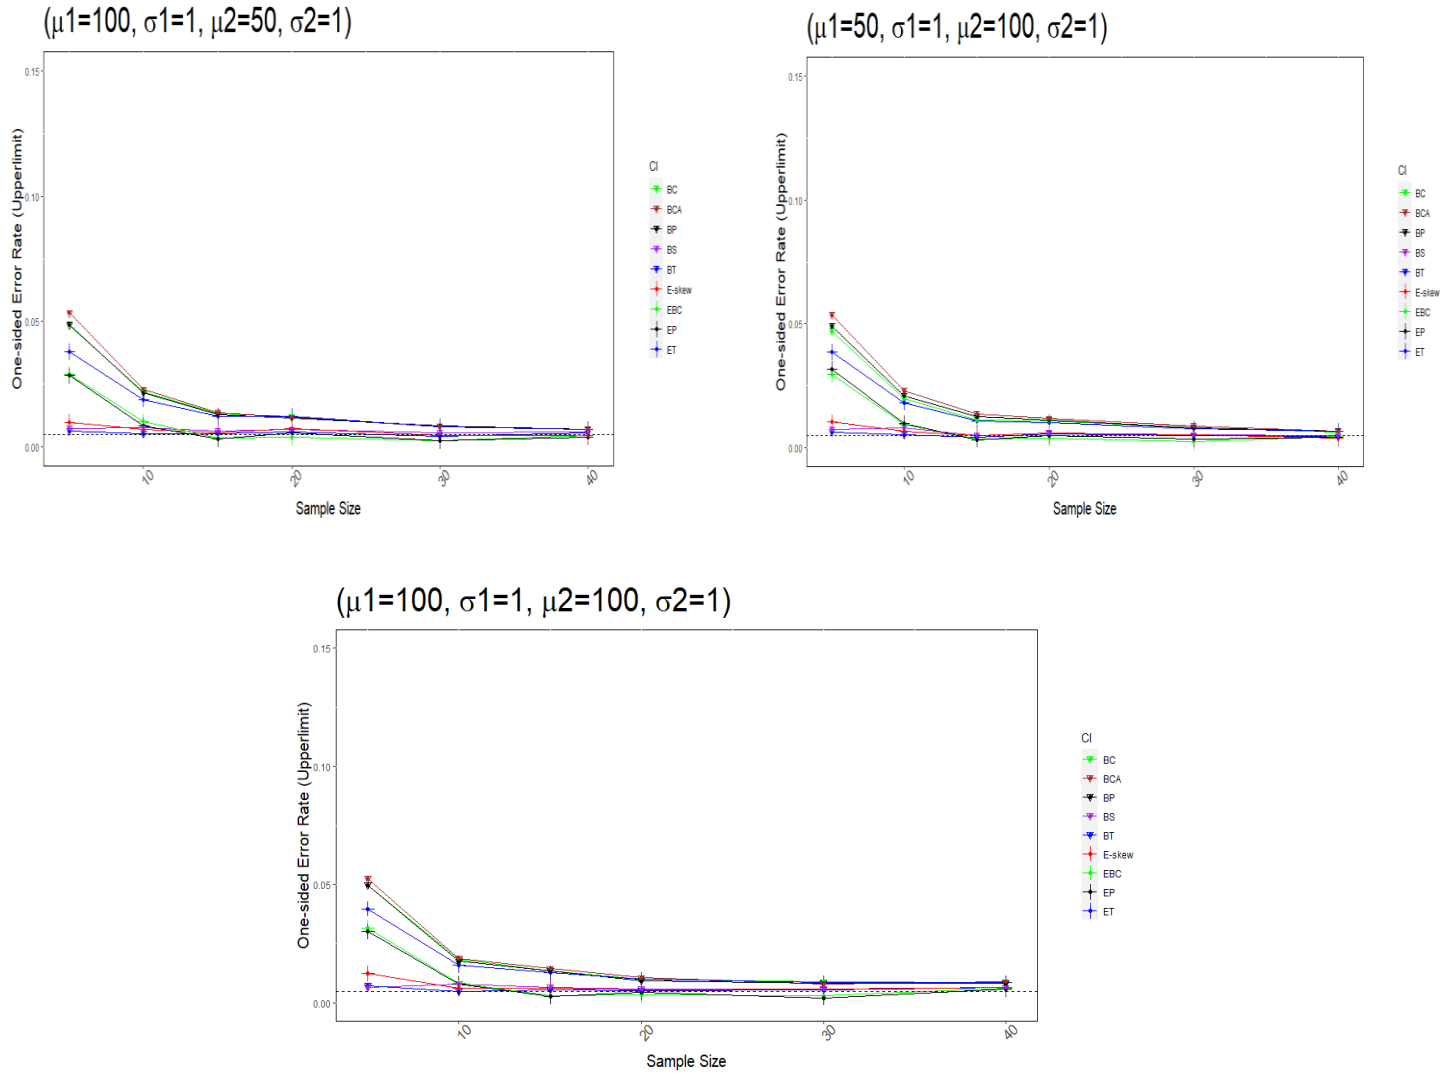 (μ1=100, σ1=1, μ2=50, σ2=1)
One-sided Error Rate (Upperlimit)
0.15
0.10
0.05
0.00
10
20
30
40
Sample Size
CI
BC
BCA
BP
BS
BT
E-skew
EBC
EP
ET
(μ1=50, σ1=1, μ2=100, σ2=1)
One-sided Error Rate (Upperlimit)
0.15
0.10
0.05
0.00
10
20
30
40
Sample Size
CI
BC
BCA
BP
BS
BT
E-skew
EBC
EP
ET
(μ1=100, σ1=1, μ2=100, σ2=1)
One-sided Error Rate (Upperlimit)
0.15
0.10
0.05
0.00
10
20
30
40
Sample Size
CI
BC
BCA
BP
BS
BT
E-skew
EBC
EP
ET